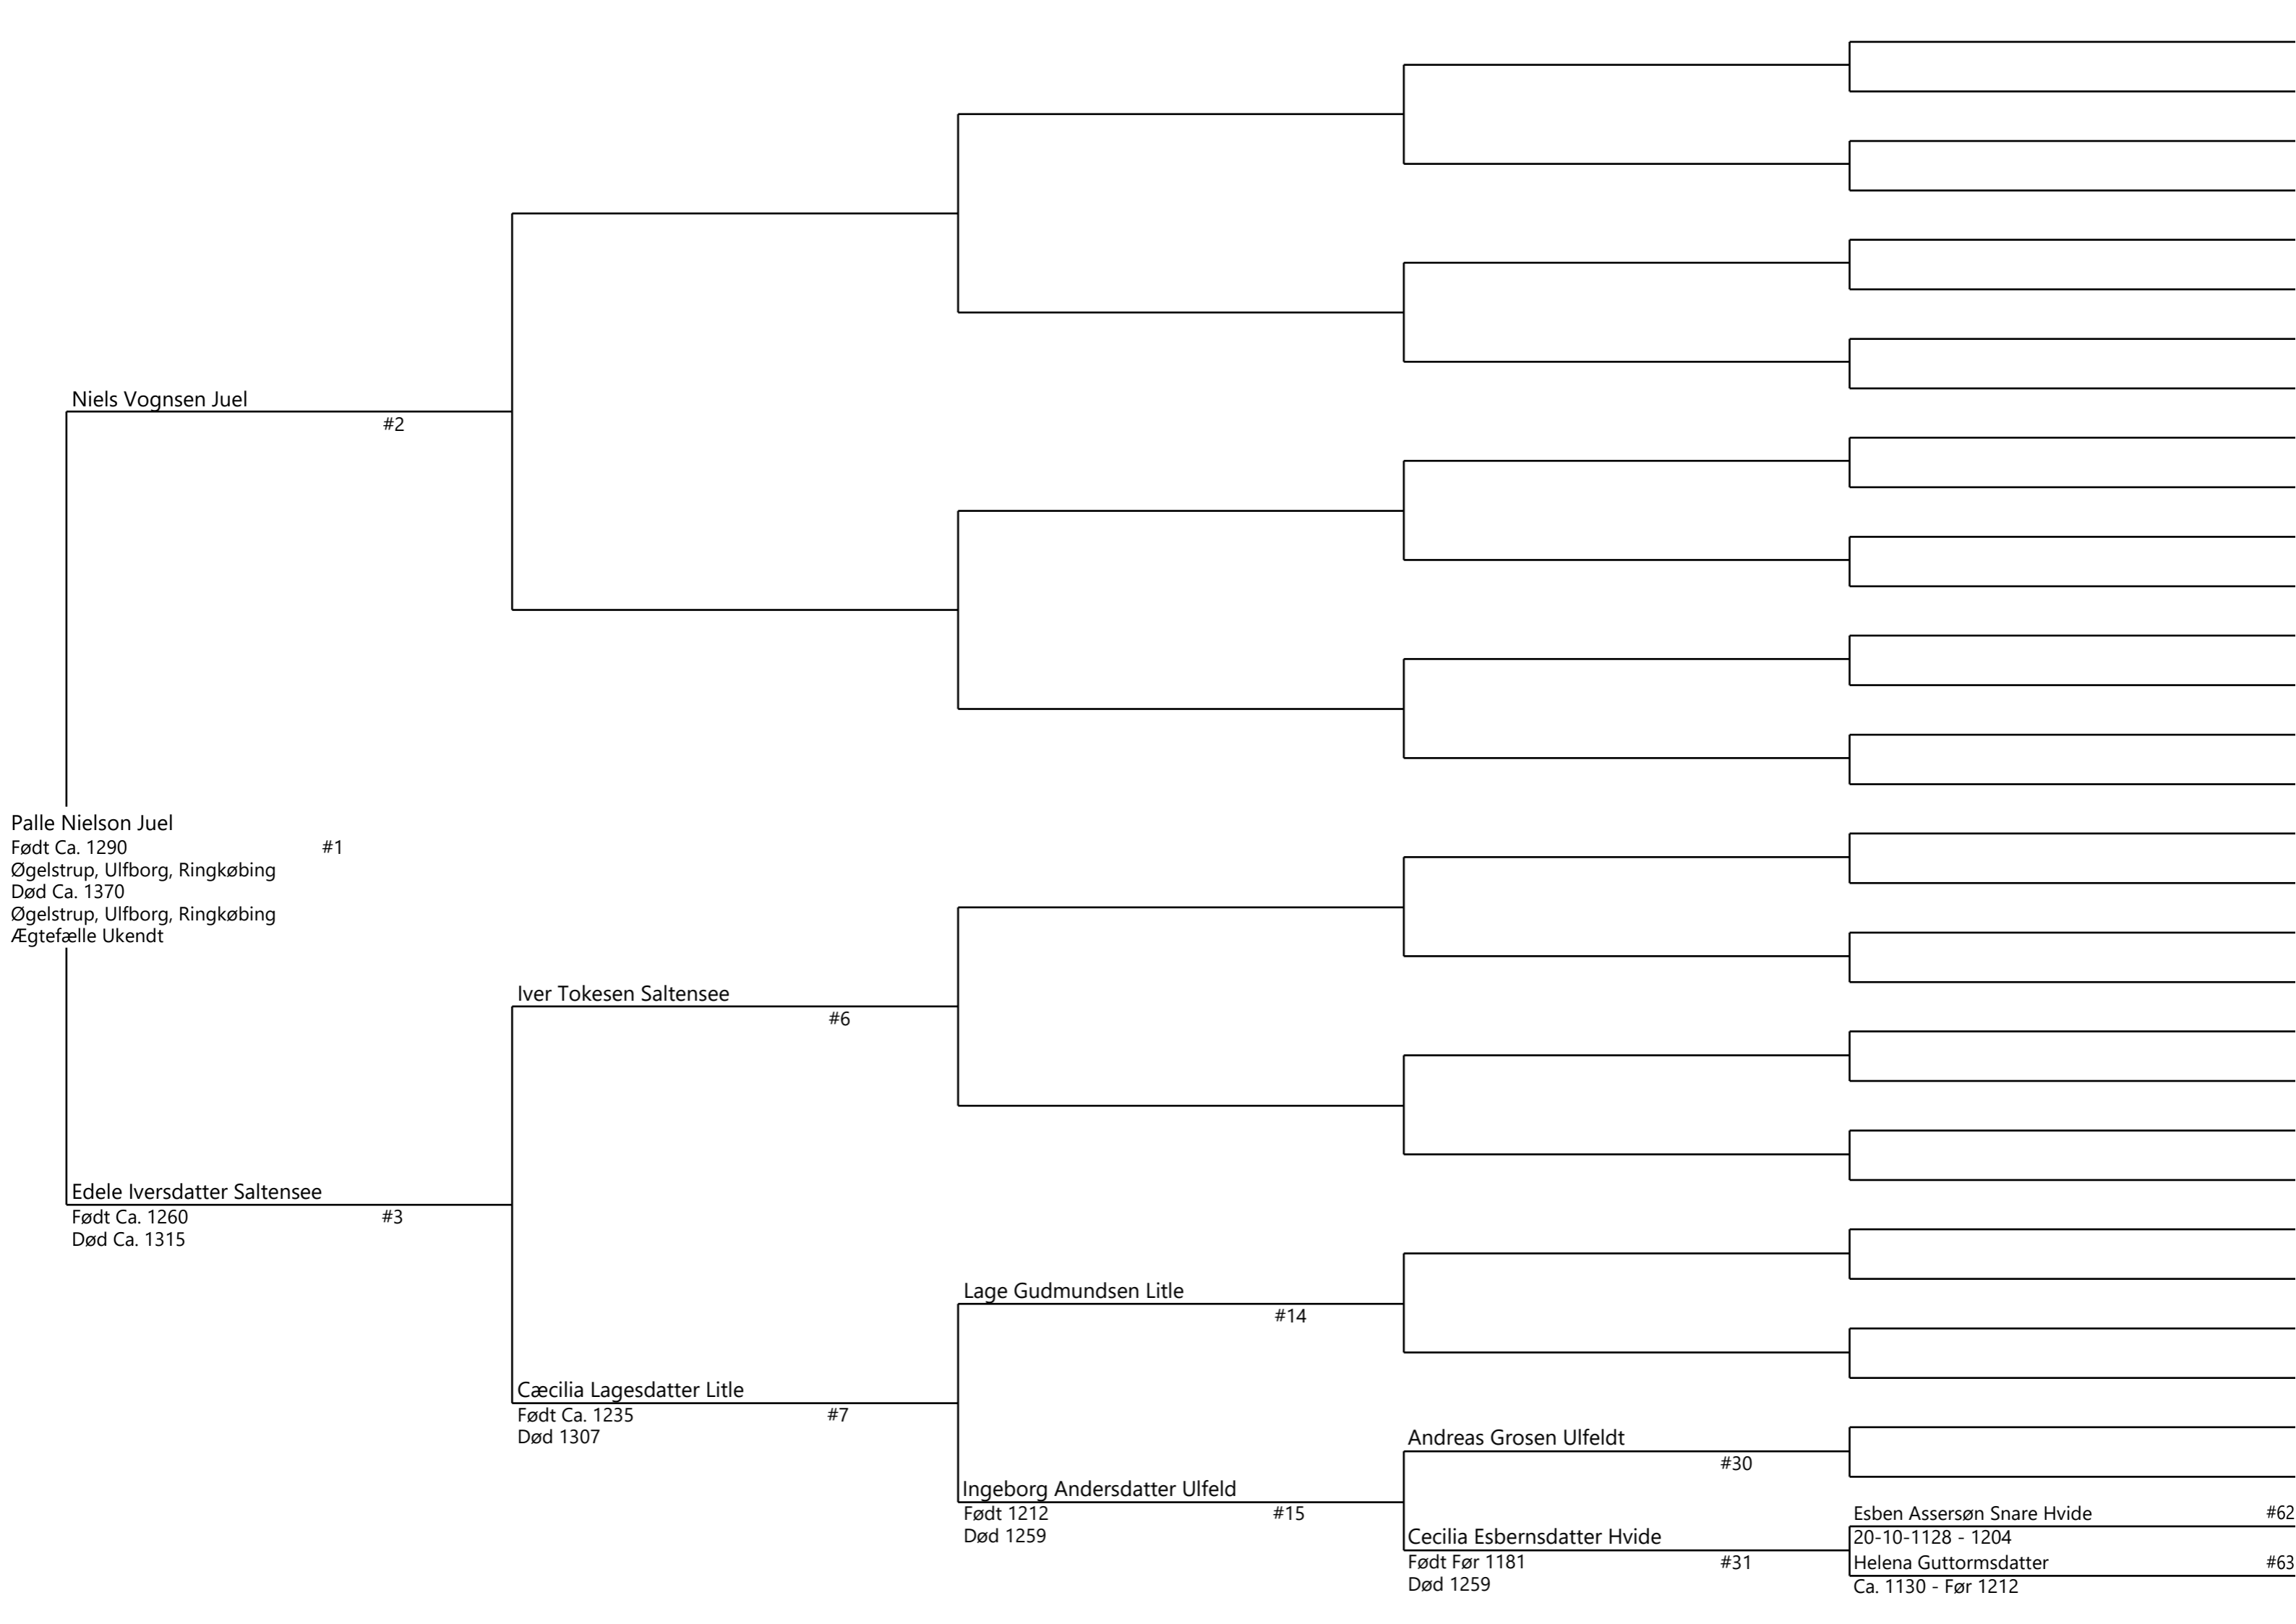 Niels Vognsen Juel
#2
Palle Nielson Juel
Født Ca. 1290 #1
Øgelstrup, Ulfborg, Ringkøbing
Død Ca. 1370
Øgelstrup, Ulfborg, Ringkøbing
Ægtefælle Ukendt
Iver Tokesen Saltensee
#6
Edele Iversdatter Saltensee
Født Ca. 1260 #3
Død Ca. 1315
Lage Gudmundsen Litle
#14
Cæcilia Lagesdatter Litle
Født Ca. 1235 #7
Død 1307
Andreas Grosen Ulfeldt
#30
Ingeborg Andersdatter Ulfeld
Født 1212 #15
Død 1259
Cecilia Esbernsdatter Hvide
Født Før 1181 #31
Død 1259
Esben Assersøn Snare Hvide #62
20-10-1128 - 1204
Helena Guttormsdatter #63
Ca. 1130 - Før 1212